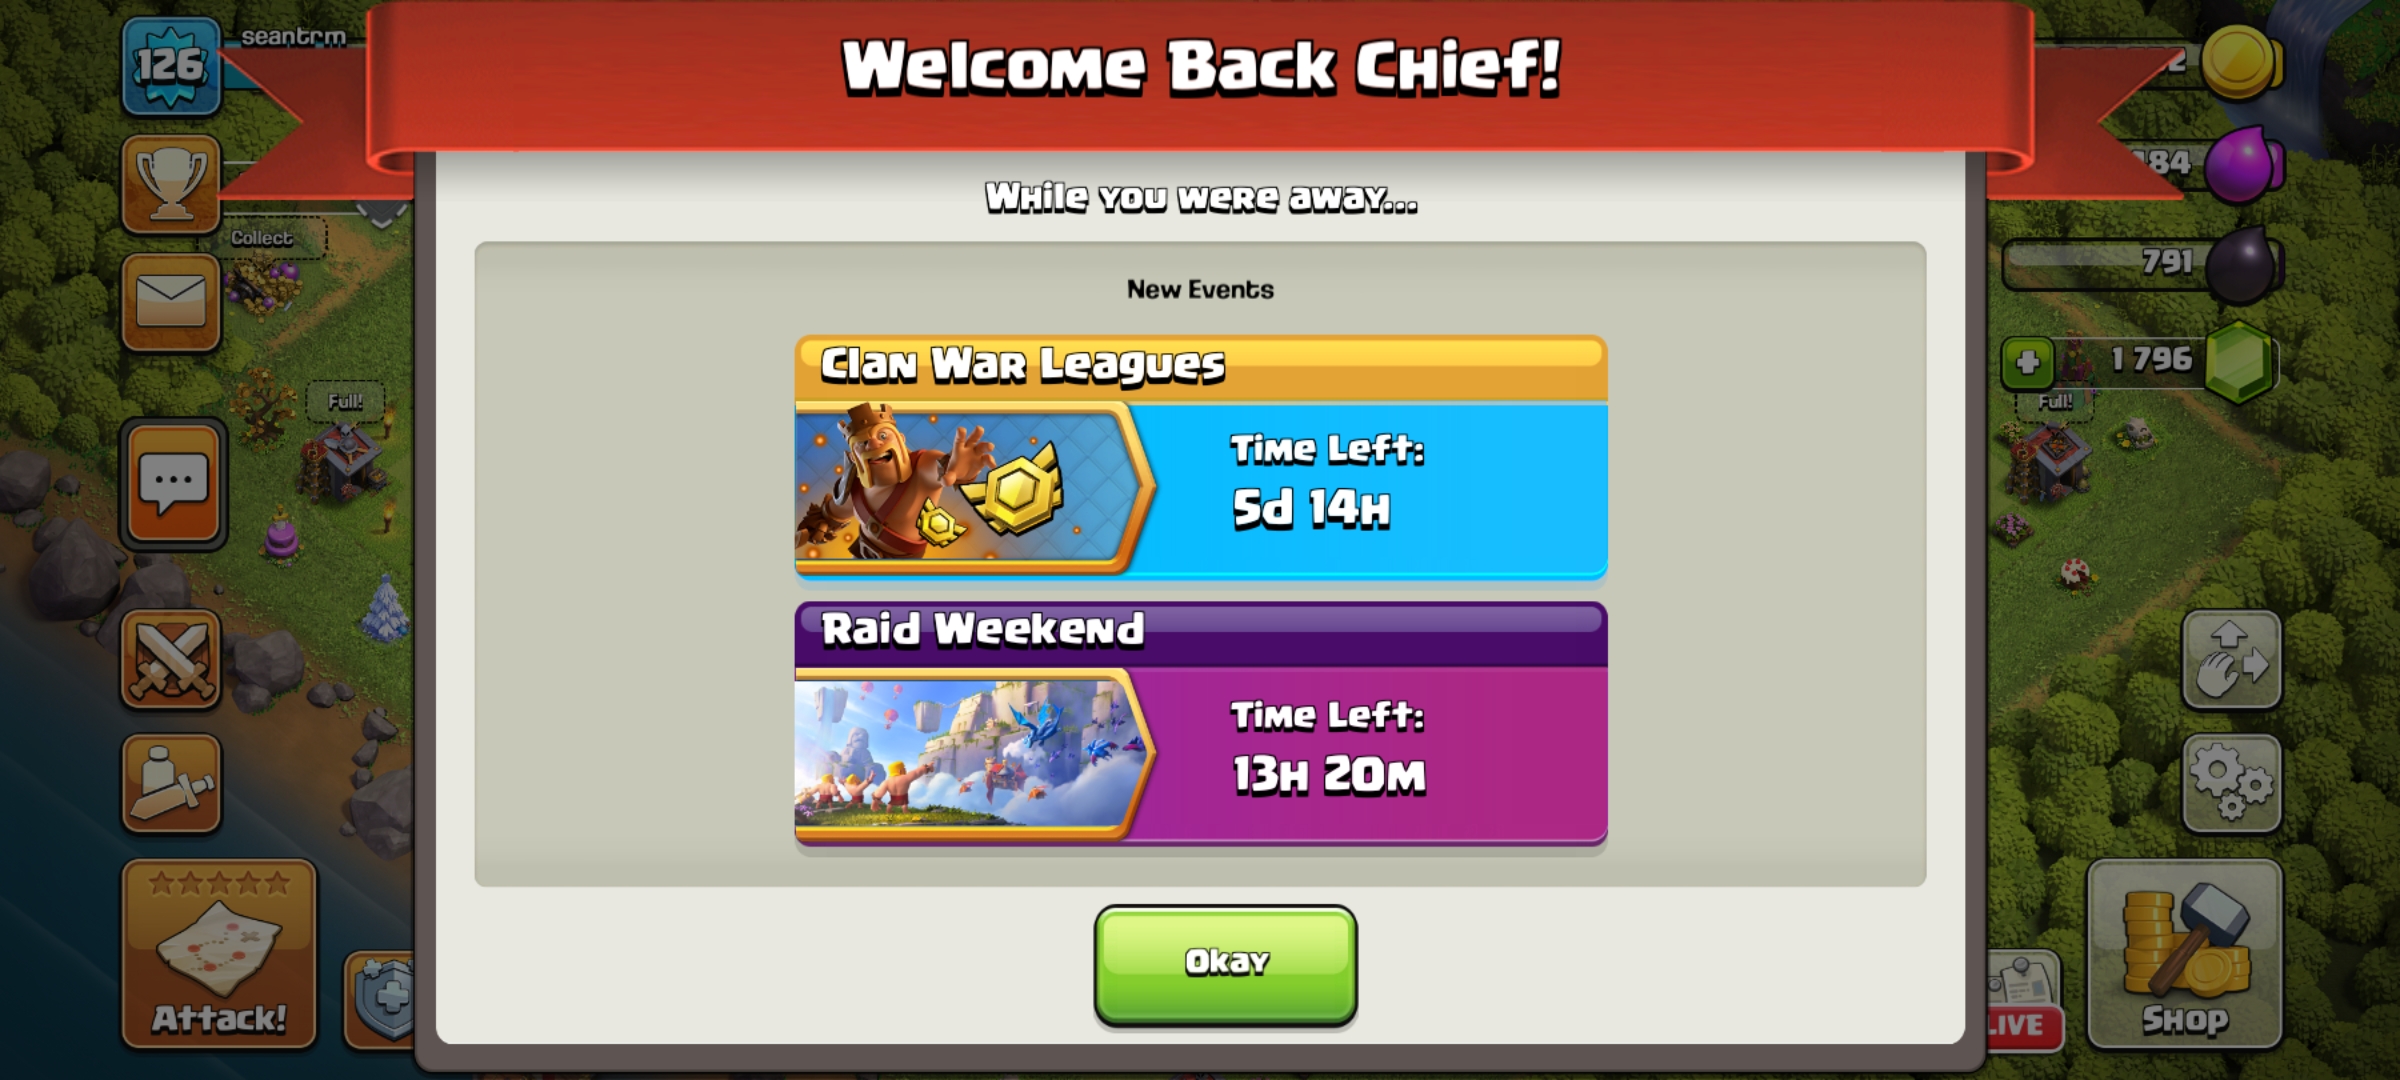 Welcome Back Chief!
126
seantrm
While you were away...
New Events
Clan War Leagues
Time Left:
5d 14H
Raid Weekend
Time Left:
13H 20M
Okay
Collect
Full!
Attack!
791
1 796
Full!
LIVE
Shop